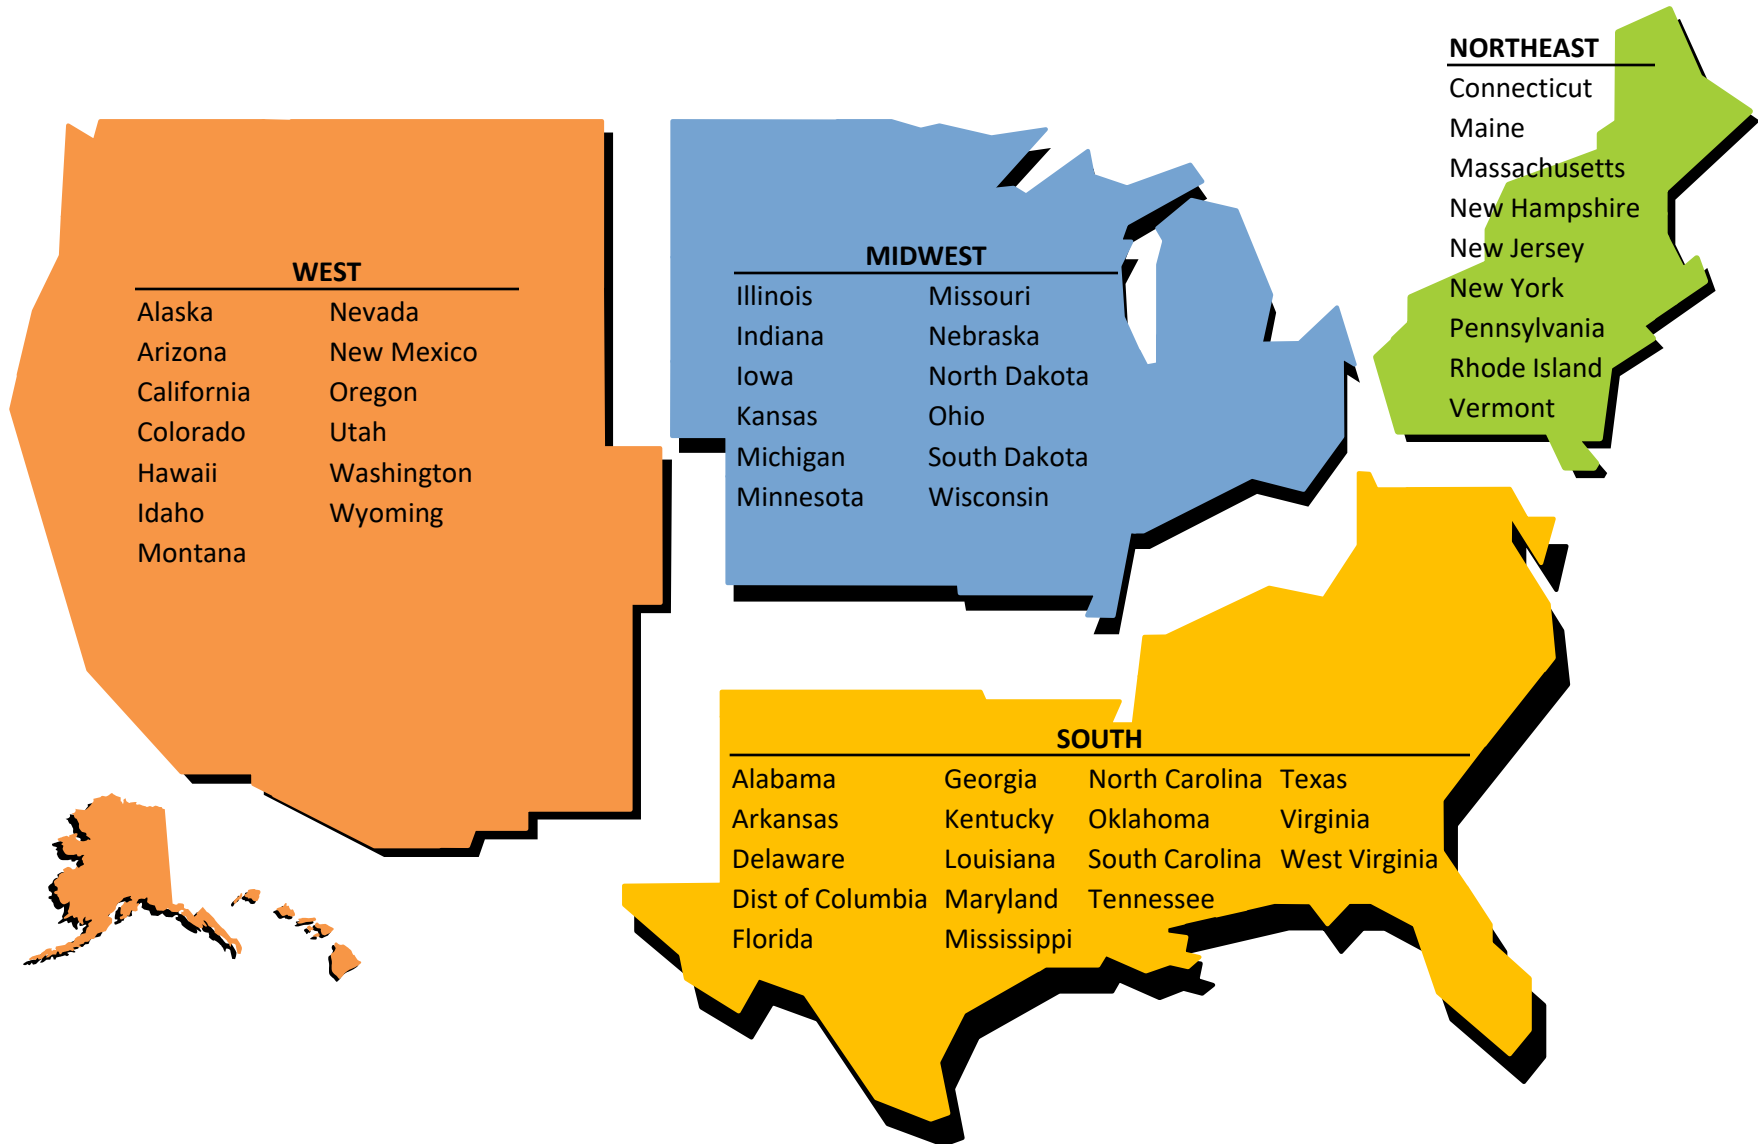 NORTHEAST
Connecticut
Maine
Massachusetts
New Hampshire
New Jersey
New York
Pennsylvania
Rhode Island
Vermont
WEST
Alaska Nevada
Arizona New Mexico
California Oregon
Colorado Utah
Hawaii Washington
Idaho Wyoming
Montana
MIDWEST
Illinois Missouri
Indiana Nebraska
Iowa North Dakota
Kansas Ohio
Michigan South Dakota
Minnesota Wisconsin
SOUTH
Alabama Georgia North Carolina Texas
Arkansas Kentucky Oklahoma Virginia
Delaware Louisiana South Carolina West Virginia
Dist of Columbia Maryland Tennessee
Florida Mississippi